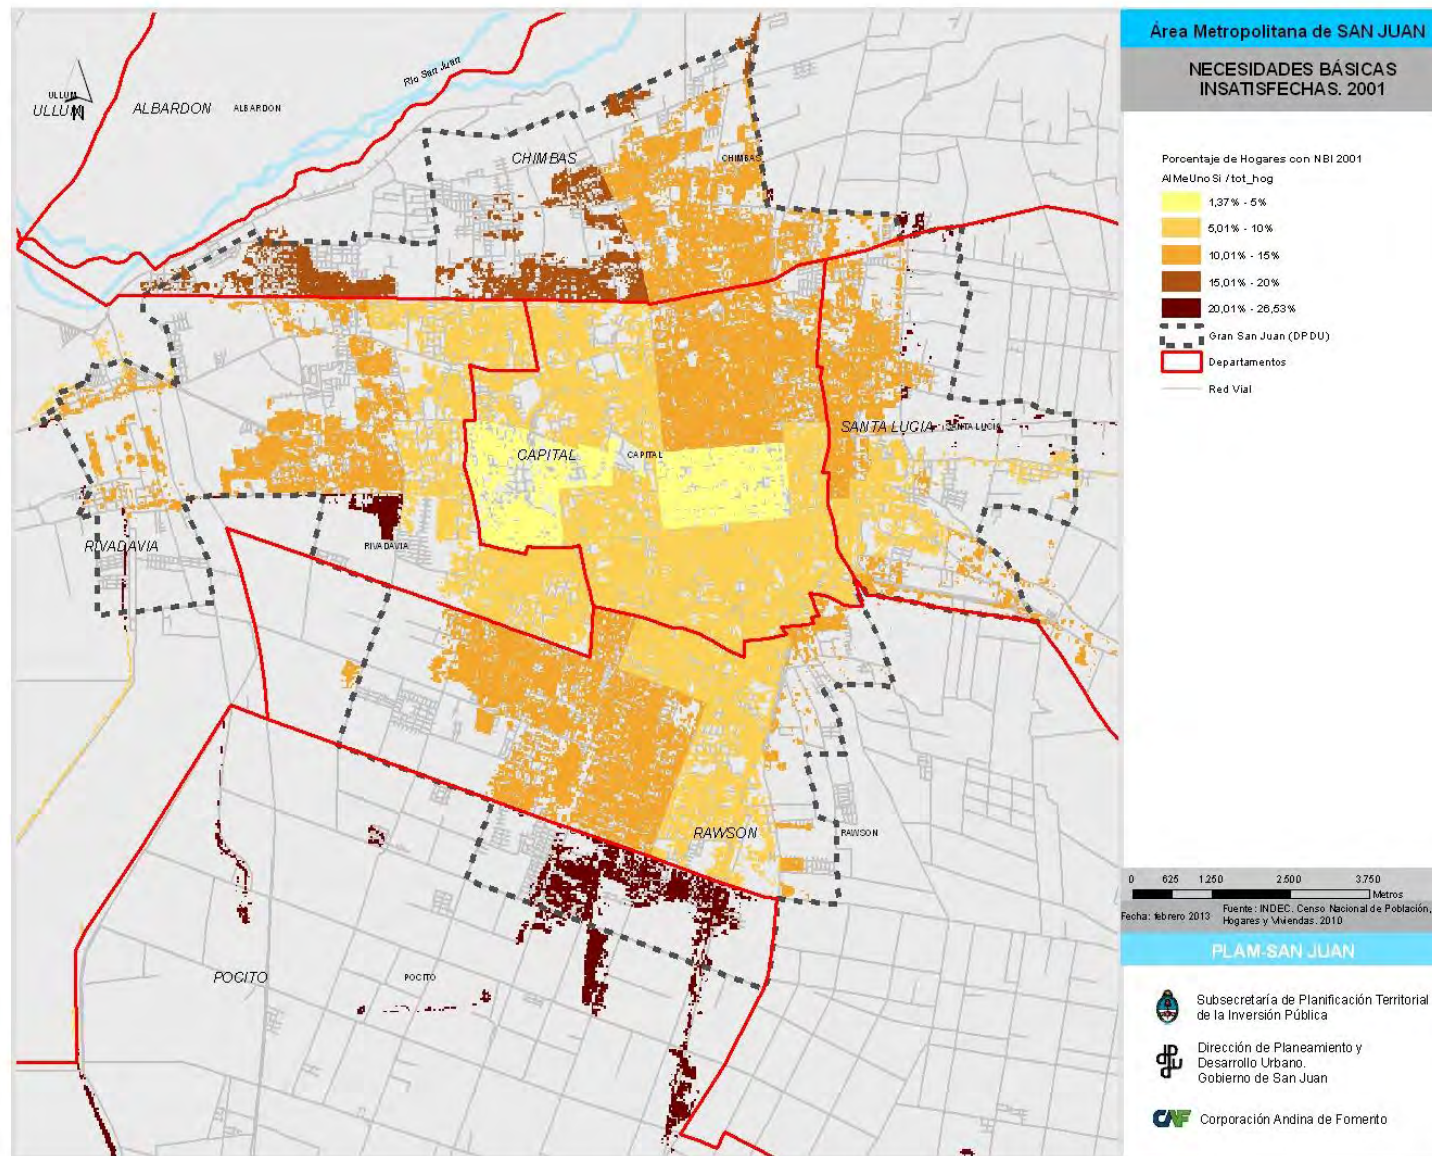 Área Metropolitana de SAN JUAN
NECESIDADES BÁSICAS
INSATISFECHAS. 2001
Porcentaje de Hogares con NBI 2001
AlMeUnoSi /tot_hog
1,37% - 5%
5,01% - 10%
10,01% - 15%
15,01% - 20%
20,01% - 26,53%
Gran San Juan (DPDU)
Departamentos
Red Vial
Río San Juan
ULLUM
ULLUM
N
ALBARDON
ALBARDON
CHIMBAS
CHIMBAS
CAPITAL
CAPITAL
SANTA LUCIA
SANTA LUCIA
RIVADAVIA
RIVADAVIA
RAWSON
RAWSON
POCITO
POCITO
0 625 1.250 2.500 3.750
Metros
Fecha: febrero 2013
Fuente: INDEC. Censo Nacional de Población,
Hogares y Viviendas. 2010
PLAM-SAN JUAN
Subsecretaría de Planificación Territorial
de la Inversión Pública
dpdu
Dirección de Planeamiento y
Desarrollo Urbano.
Gobierno de San Juan
CAF
Corporación Andina de Fomento